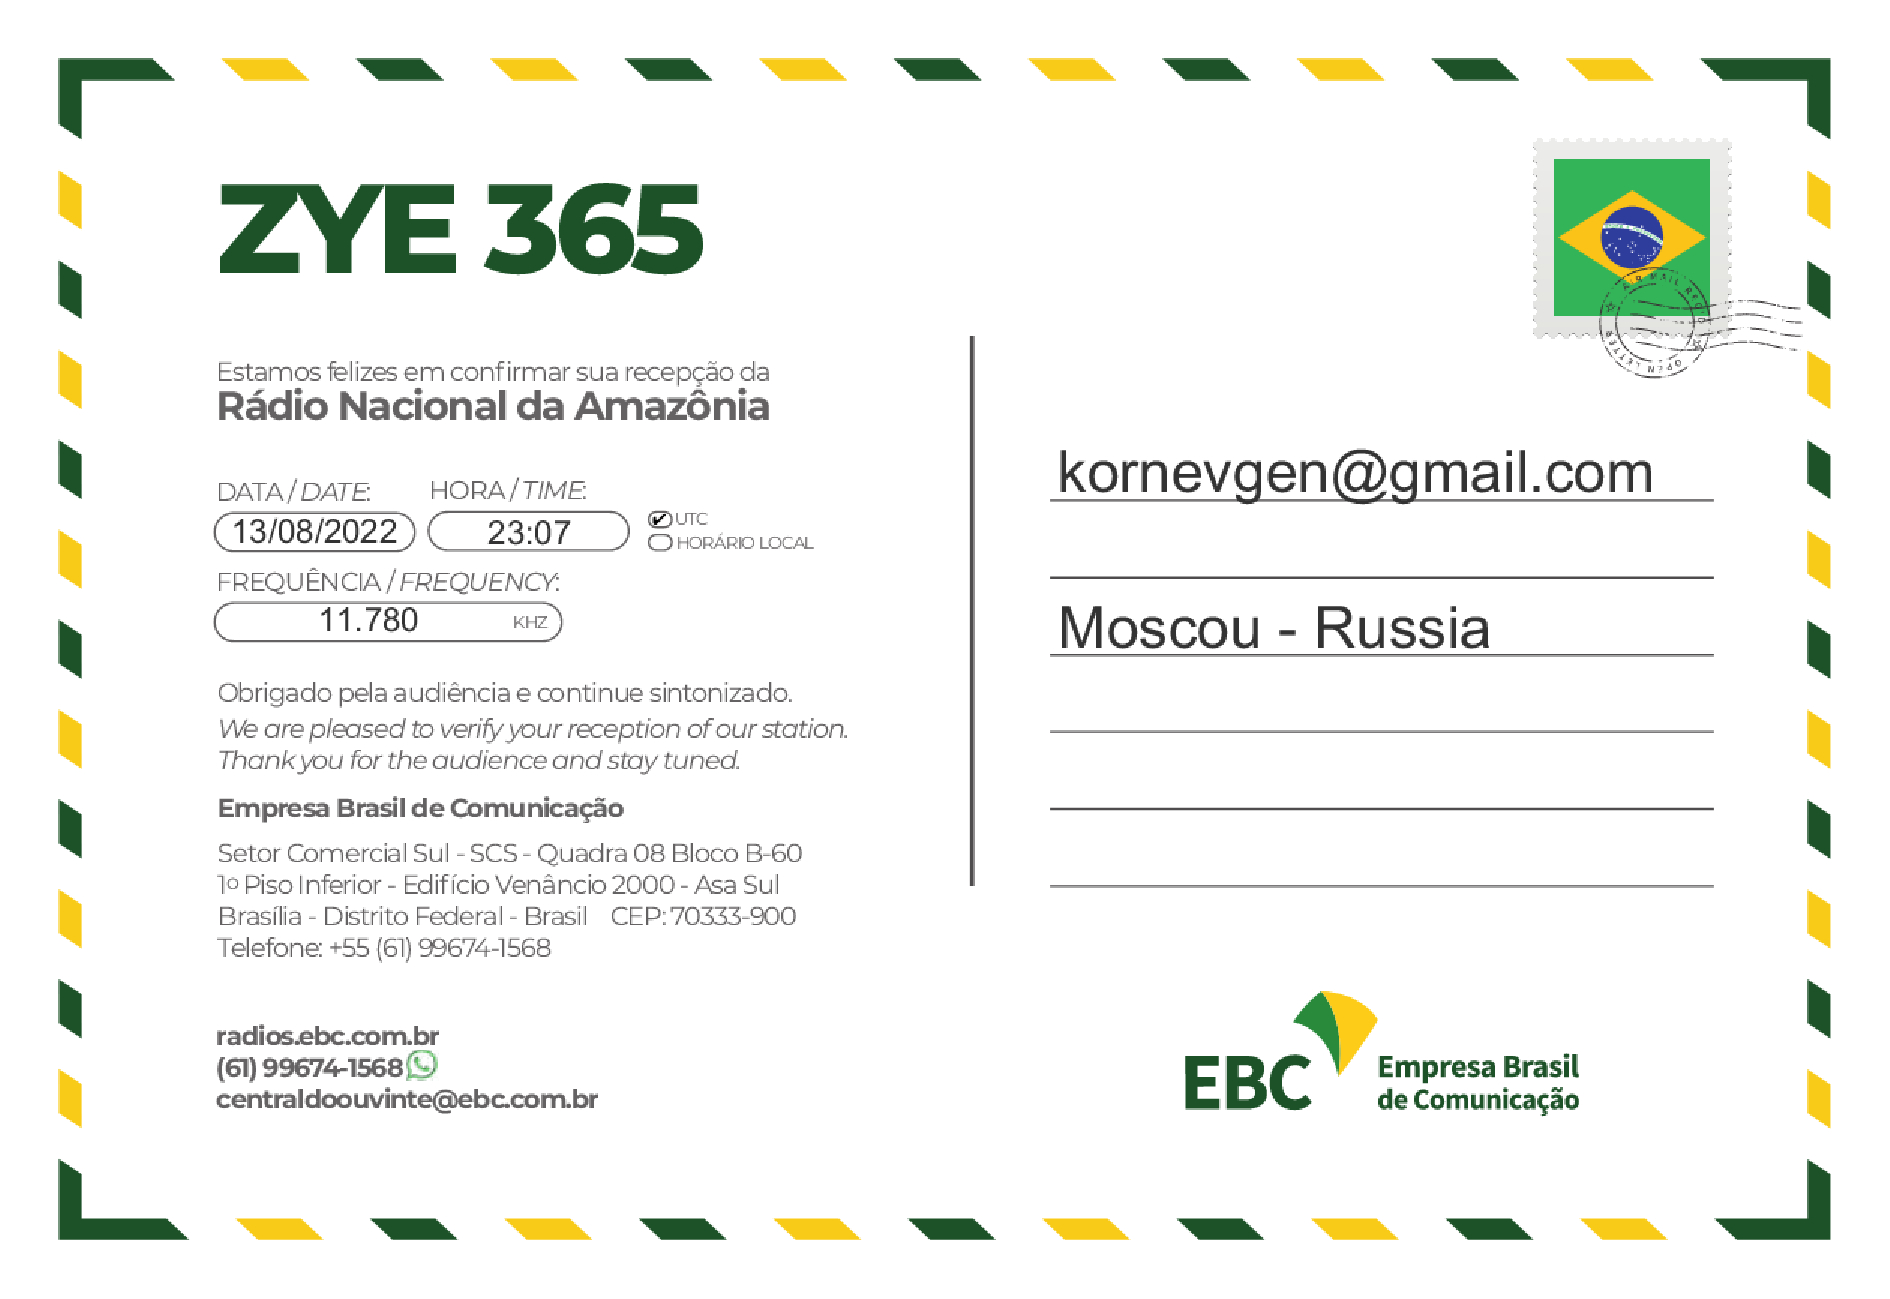 ZYE 365
Estamos felizes em confirmar sua recepção da
Rádio Nacional da Amazônia
DATA / DATE:
HORA / TIME:
13/08/2022
23:07
UTC
HORÁRIO LOCAL
FREQUÊNCIA / FREQUENCY:
11.780 KHZ
Obrigado pela audiência e continue sintonizado.
We are pleased to verify your reception of our station.
Thank you for the audience and stay tuned.
Empresa Brasil de Comunicação
Setor Comercial Sul - SCS - Quadra 08 Bloco B-60
1º Piso Inferior - Edifício Venâncio 2000 - Asa Sul
Brasília - Distrito Federal - Brasil CEP: 70333-900
Telefone: +55 (61) 99674-1568
radios.ebc.com.br
(61) 99674-1568
centraldoouvinte@ebc.com.br
kornevgen@gmail.com
Moscou - Russia
EBC
Empresa Brasil
de Comunicação